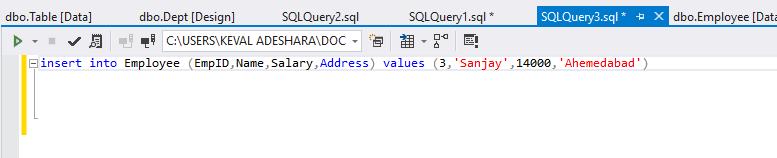 dbo.Table [Data] dbo.Dept [Design] SQLQuery2.sql SQLQuery1.sql * SQLQuery3.sql * dbo.Employee [Data
C:\USERS\KEVAL ADESHARA\DOC
insert into Employee (EmpID,Name,Salary,Address) values (3,'Sanjay',14000,'Ahemedabad')